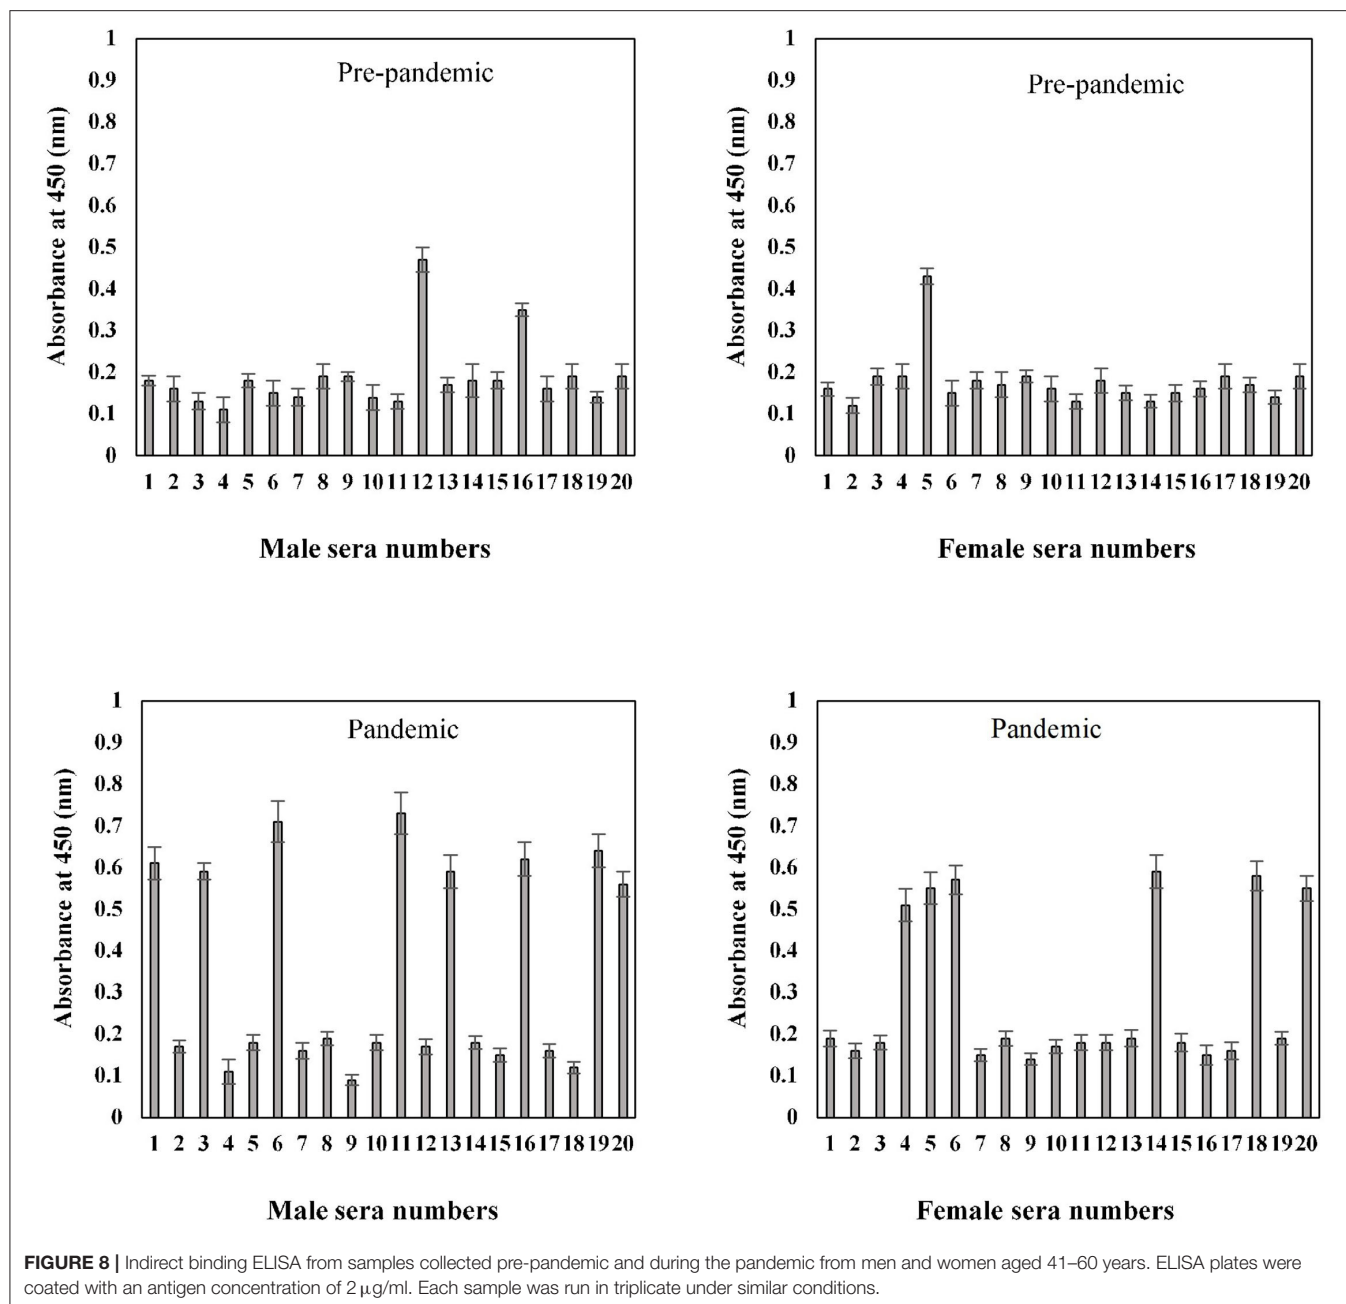 Pre-pandemic
Absorbance at 450 (nm)
1
0.9
0.8
0.7
0.6
0.5
0.4
0.3
0.2
0.1
0
1 2 3 4 5 6 7 8 9 10 11 12 13 14 15 16 17 18 19 20
Male sera numbers
Pre-pandemic
Absorbance at 450 (nm)
1
0.9
0.8
0.7
0.6
0.5
0.4
0.3
0.2
0.1
0
1 2 3 4 5 6 7 8 9 10 11 12 13 14 15 16 17 18 19 20
Female sera numbers
Pandemic
Absorbance at 450 (nm)
1
0.9
0.8
0.7
0.6
0.5
0.4
0.3
0.2
0.1
0
1 2 3 4 5 6 7 8 9 10 11 12 13 14 15 16 17 18 19 20
Male sera numbers
Pandemic
Absorbance at 450 (nm)
1
0.9
0.8
0.7
0.6
0.5
0.4
0.3
0.2
0.1
0
1 2 3 4 5 6 7 8 9 10 11 12 13 14 15 16 17 18 19 20
Female sera numbers
FIGURE 8 | Indirect binding ELISA from samples collected pre-pandemic and during the pandemic from men and women aged 41–60 years. ELISA plates were
coated with an antigen concentration of 2 μg/ml. Each sample was run in triplicate under similar conditions.